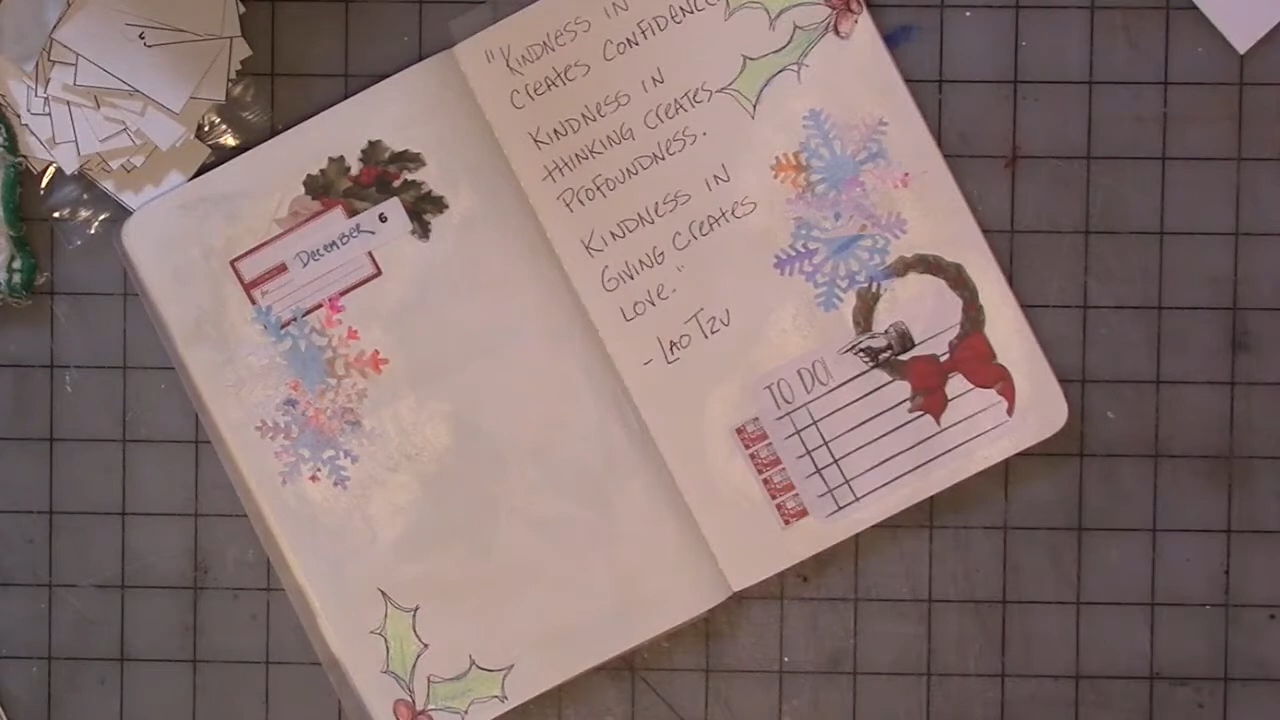 December 6
"KINDNESS IN
CREATES CONFIDENCE
KINDNESS IN
THINKING CREATES
PROFOUNDNESS.
KINDNESS IN
GIVING CREATES
LOVE."
-LAO TZU
TO DO!